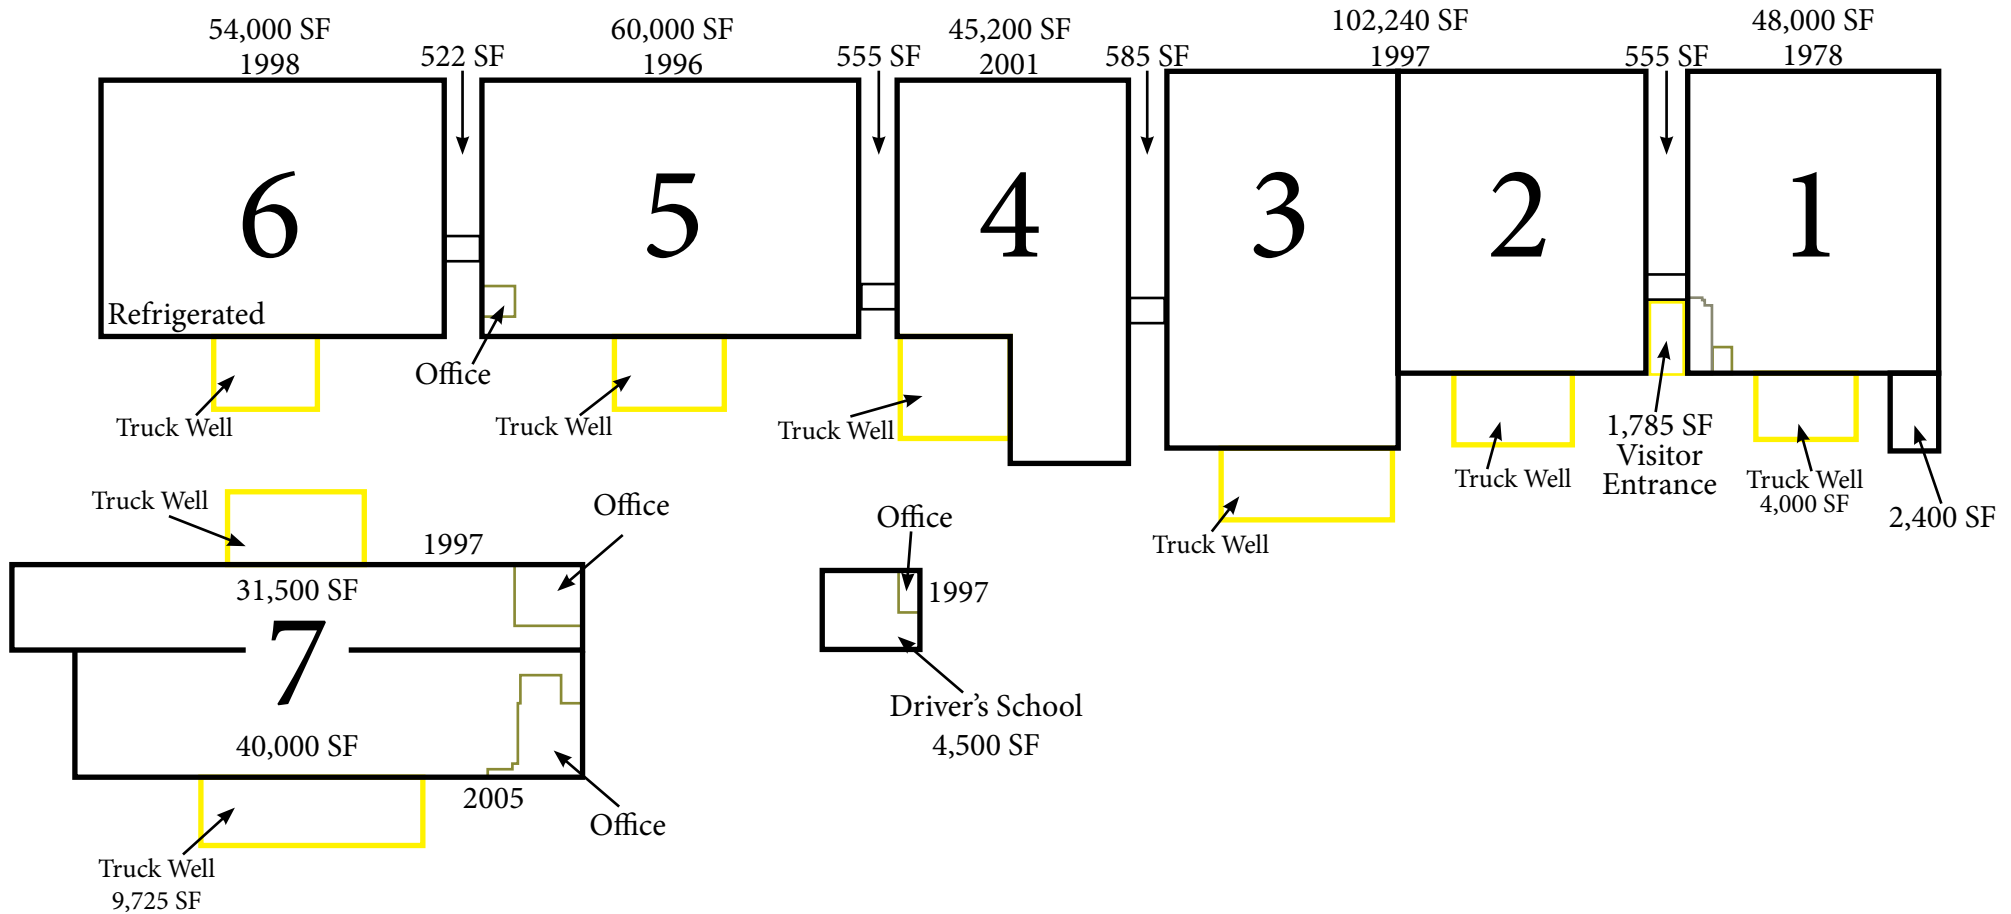 54,000 SF
1998
522 SF
60,000 SF
1996
555 SF
45,200 SF
2001
585 SF
102,240 SF
1997
555 SF
48,000 SF
1978
6
5
4
3
2
1
Refrigerated
Office
Truck Well
Truck Well
Truck Well
Truck Well
Truck Well
1,785 SF
Visitor
Entrance
Truck Well
4,000 SF
2,400 SF
Truck Well
1997
Office
31,500 SF
7
40,000 SF
2005
Office
Truck Well
9,725 SF
Office
1997
Driver’s School
4,500 SF